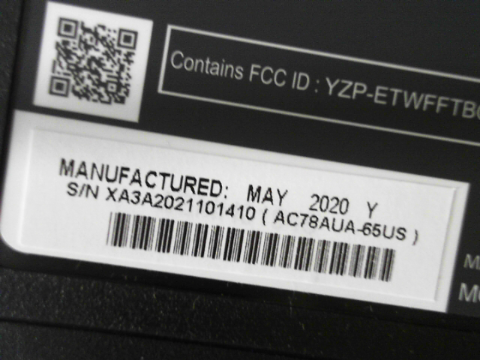 Contains FCC ID : YZP-ETWFFTB
MANUFACTURED: MAY 2020 Y
S/N XA3A2021101410 ( AC78AUA-65US )